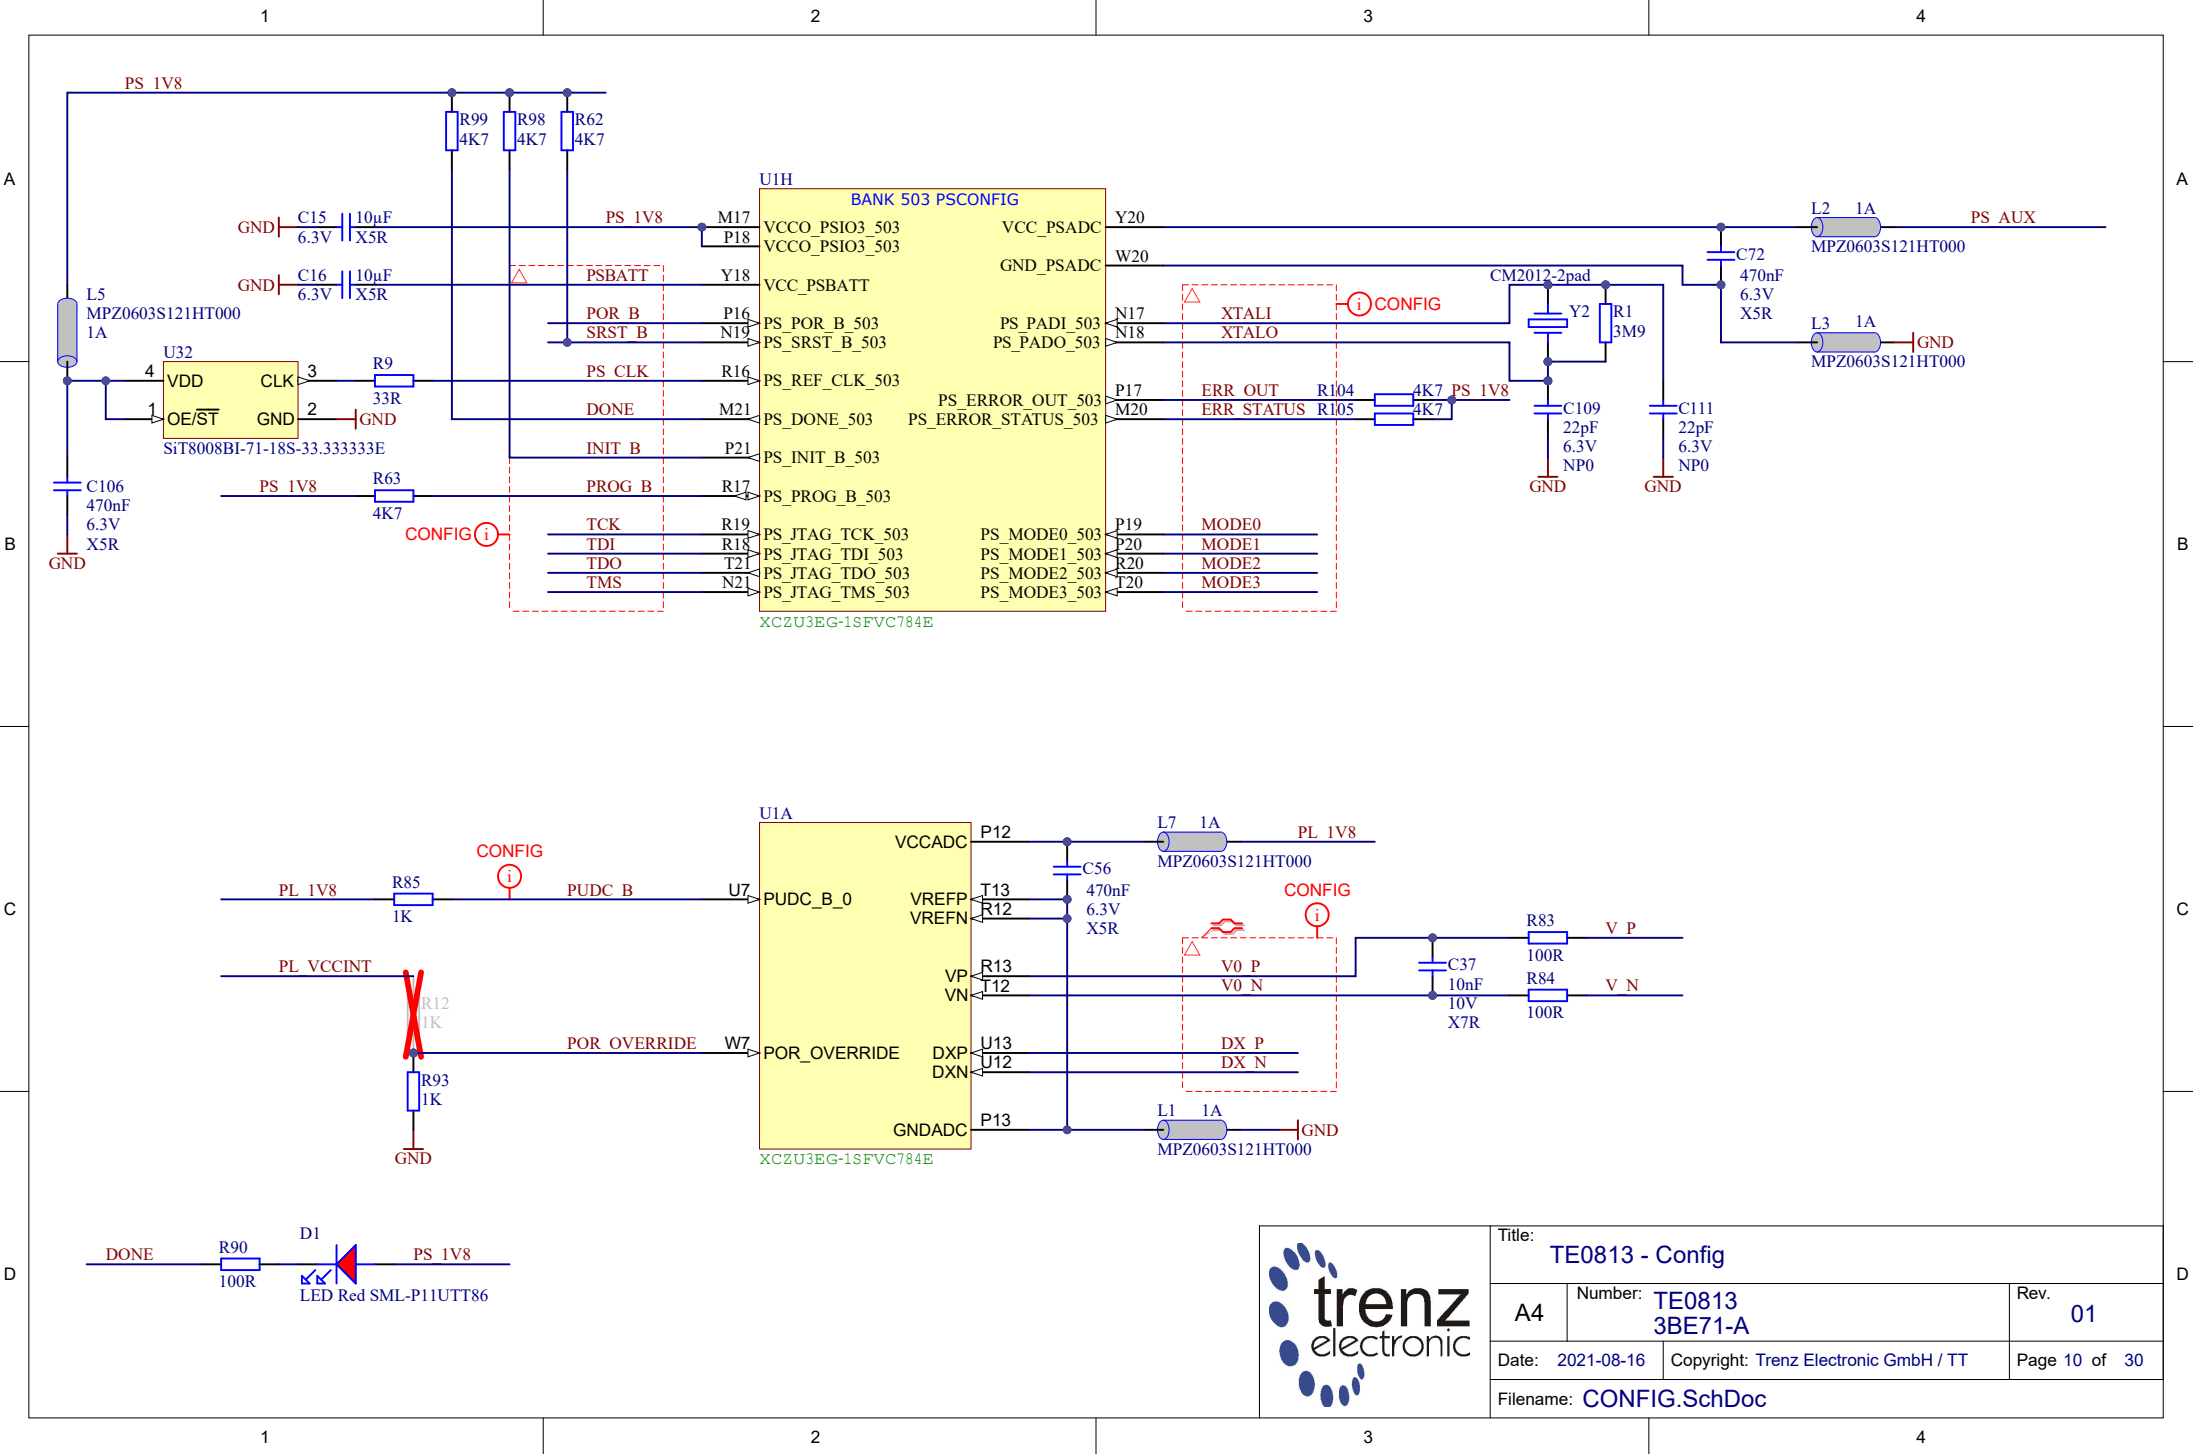 1 2 3 4
A A
B B
C C
D D
PS_1V8
R99
4K7
R98
4K7
R62
4K7
L5
MPZ0603S121HT000
1A
GND C15 10µF PS_1V8
6.3V X5R
GND C16 10µF PSBATT
6.3V X5R
POR_B
SRST_B
U32
4 VDD CLK 3
1 OE/ST GND 2 GND
SiT8008BI-71-18S-33.333333E
R9
33R
PS_CLK
DONE
INIT_B
PS_1V8 R63 PROG_B
4K7
C106
470nF
6.3V
X5R
GND
CONFIG i
TCK
TDI
TDO
TMS
U1H
BANK 503 PSCONFIG
M17 VCCO_PSIO3_503
P18 VCCO_PSIO3_503
Y18 VCC_PSBATT
P16 PS_POR_B_503
N19 PS_SRST_B_503
R16 PS_REF_CLK_503
M21 PS_DONE_503
P21 PS_INIT_B_503
R17 PS_PROG_B_503
R19 PS_JTAG_TCK_503
R18 PS_JTAG_TDI_503
T21 PS_JTAG_TDO_503
N21 PS_JTAG_TMS_503
VCC_PSADC Y20
GND_PSADC W20
PS_PADI_503 N17 XTALI
PS_PADO_503 N18 XTALO
PS_ERROR_OUT_503 P17 ERR_OUT R104 4K7 PS_1V8
PS_ERROR_STATUS_503 M20 ERR_STATUS R105 4K7
PS_MODE0_503 P19 MODE0
PS_MODE1_503 P20 MODE1
PS_MODE2_503 R20 MODE2
PS_MODE3_503 T20 MODE3
XCZU3EG-1SFVC784E
i CONFIG
CM2012-2pad
Y2
R1
3M9
C109
22pF
6.3V
NP0
GND
C111
22pF
6.3V
NP0
GND
C72
470nF
6.3V
X5R
L2 1A PS_AUX
MPZ0603S121HT000
L3 1A GND
MPZ0603S121HT000
U1A
VCCADC P12
U7 PUDC_B_0
VREFP T13
VREFN R12
VP R13
VN T12
W7 POR_OVERRIDE
DXP U13
DXN U12
GNDADC P13
XCZU3EG-1SFVC784E
CONFIG
i
PL_1V8 R85 PUDC_B
1K
PL_VCCINT
R12
1K
POR_OVERRIDE
R93
1K
GND
L7 1A PL_1V8
MPZ0603S121HT000
C56
470nF
6.3V
X5R
CONFIG
i
V0_P
V0_N
DX_P
DX_N
C37
10nF
10V
X7R
R83 V_P
100R
R84 V_N
100R
L1 1A GND
MPZ0603S121HT000
DONE R90 D1 PS_1V8
100R
LED Red SML-P11UTT86
trenz
electronic
Title:
TE0813 - Config
A4
Number: TE0813
3BE71-A
Rev.
01
Date: 2021-08-16 Copyright: Trenz Electronic GmbH / TT Page 10 of 30
Filename: CONFIG.SchDoc
1 2 3 4